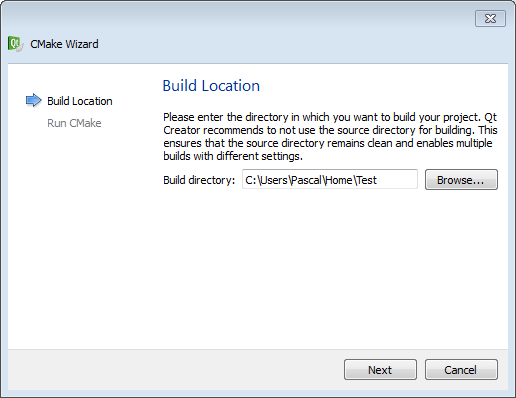 CMake Wizard
Build Location
Run CMake
Build Location
Please enter the directory in which you want to build your project. Qt
Creator recommends to not use the source directory for building. This
ensures that the source directory remains clean and enables multiple
builds with different settings.
Build directory: C:\Users\Pascal\Home\Test Browse...
Next Cancel